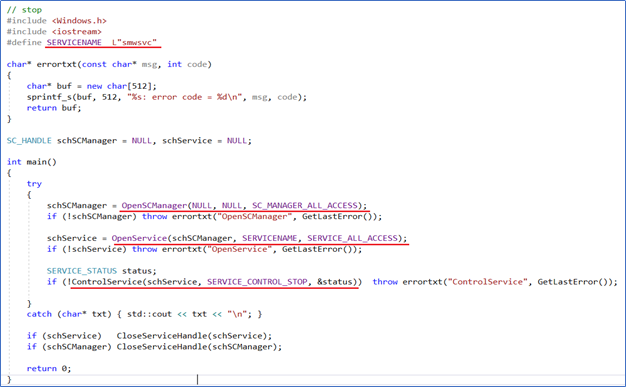 // stop
#include <Windows.h>
#include <iostream>
#define SERVICENAME  L"smwsvc"

char* errortxt(const char* msg, int code)
{
    char* buf = new char[512];
    sprintf_s(buf, 512, "%s: error code = %d\n", msg, code);
    return buf;
}

SC_HANDLE schSCManager = NULL, schService = NULL;

int main()
{
    try
    {
        schSCManager = OpenSCManager(NULL, NULL, SC_MANAGER_ALL_ACCESS);
        if (!schSCManager) throw errortxt("OpenSCManager", GetLastError());

        schService = OpenService(schSCManager, SERVICENAME, SERVICE_ALL_ACCESS);
        if (!schService) throw errortxt("OpenService", GetLastError());

        SERVICE_STATUS status;
        if (!ControlService(schService, SERVICE_CONTROL_STOP, &status))  throw errortxt("ControlService", GetLastError());

    }
    catch (char* txt) { std::cout << txt << "\n"; }

    if (schService)   CloseServiceHandle(schService);
    if (schSCManager) CloseServiceHandle(schSCManager);

    return 0;
}